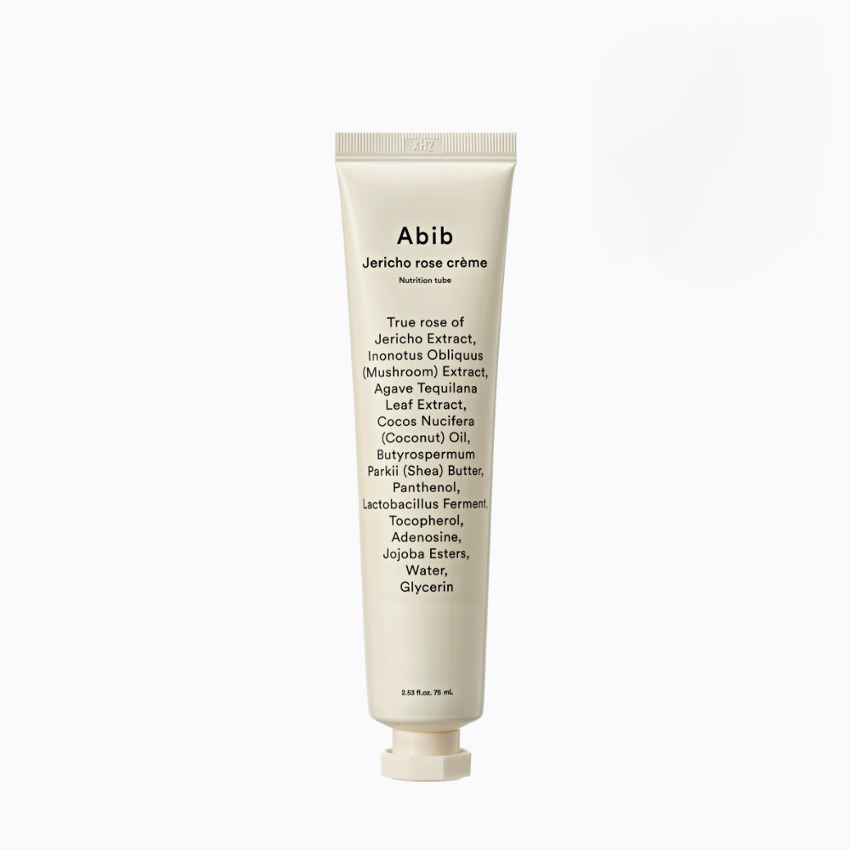 XHZ
Abib
Jericho rose crème
Nutrition tube
True rose of
Jericho Extract,
Inonotus Obliquus
(Mushroom) Extract,
Agave Tequilana
Leaf Extract,
Cocos Nucifera
(Coconut) Oil,
Butyrospermum
Parkii (Shea) Butter,
Panthenol,
Lactobacillus Ferment,
Tocopherol,
Adenosine,
Jojoba Esters,
Water,
Glycerin
2.53 fl.oz. 75 ml.